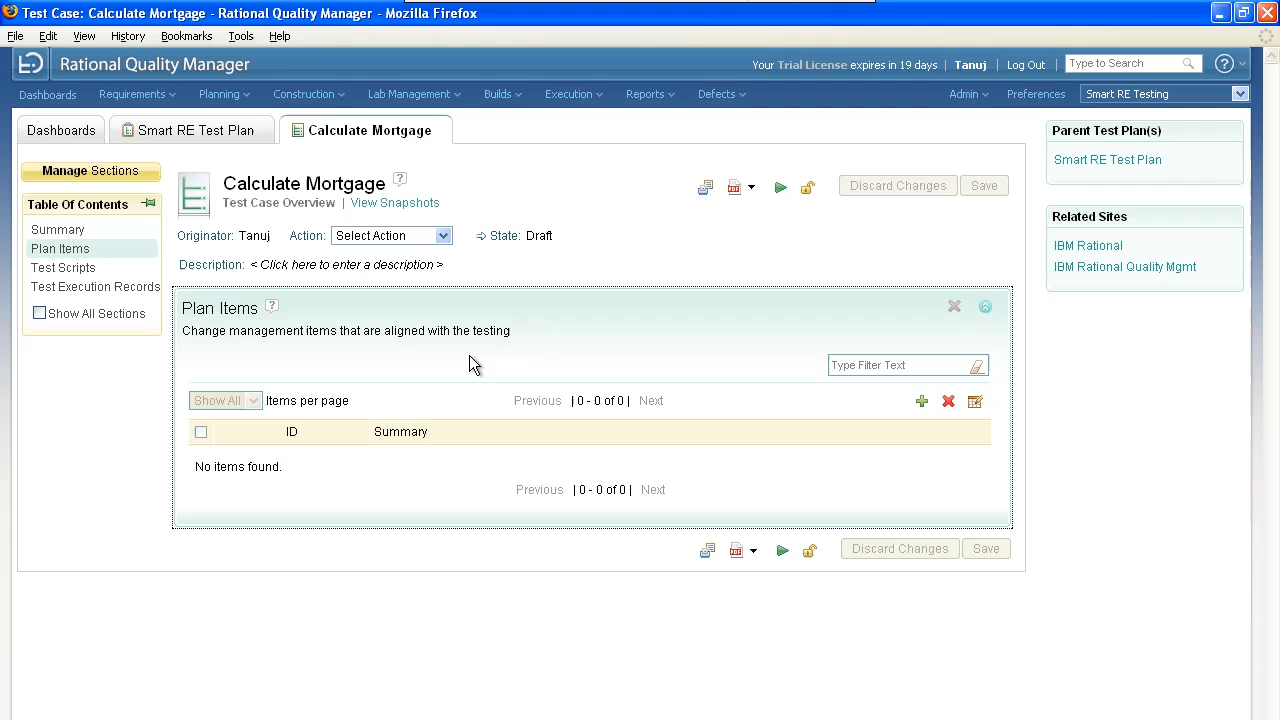 Test Case: Calculate Mortgage - Rational Quality Manager - Mozilla Firefox
File Edit View History Bookmarks Tools Help
Rational Quality Manager
Your Trial License expires in 19 days | Tanuj | Log Out | Type to Search ?
Dashboards Requirements Planning Construction Lab Management Builds Execution Reports Defects Admin Preferences Smart RE Testing
Dashboards Smart RE Test Plan Calculate Mortgage
Manage Sections
Table Of Contents
Summary
Plan Items
Test Scripts
Test Execution Records
Show All Sections
Calculate Mortgage ?
Test Case Overview | View Snapshots
PDF Discard Changes Save
Originator: Tanuj Action: Select Action State: Draft
Description: < Click here to enter a description >
Plan Items ?
Change management items that are aligned with the testing
Type Filter Text
Show All Items per page Previous | 0 - 0 of 0 | Next
ID Summary
No items found.
Previous | 0 - 0 of 0 | Next
PDF Discard Changes Save
Parent Test Plan(s)
Smart RE Test Plan
Related Sites
IBM Rational
IBM Rational Quality Mgmt